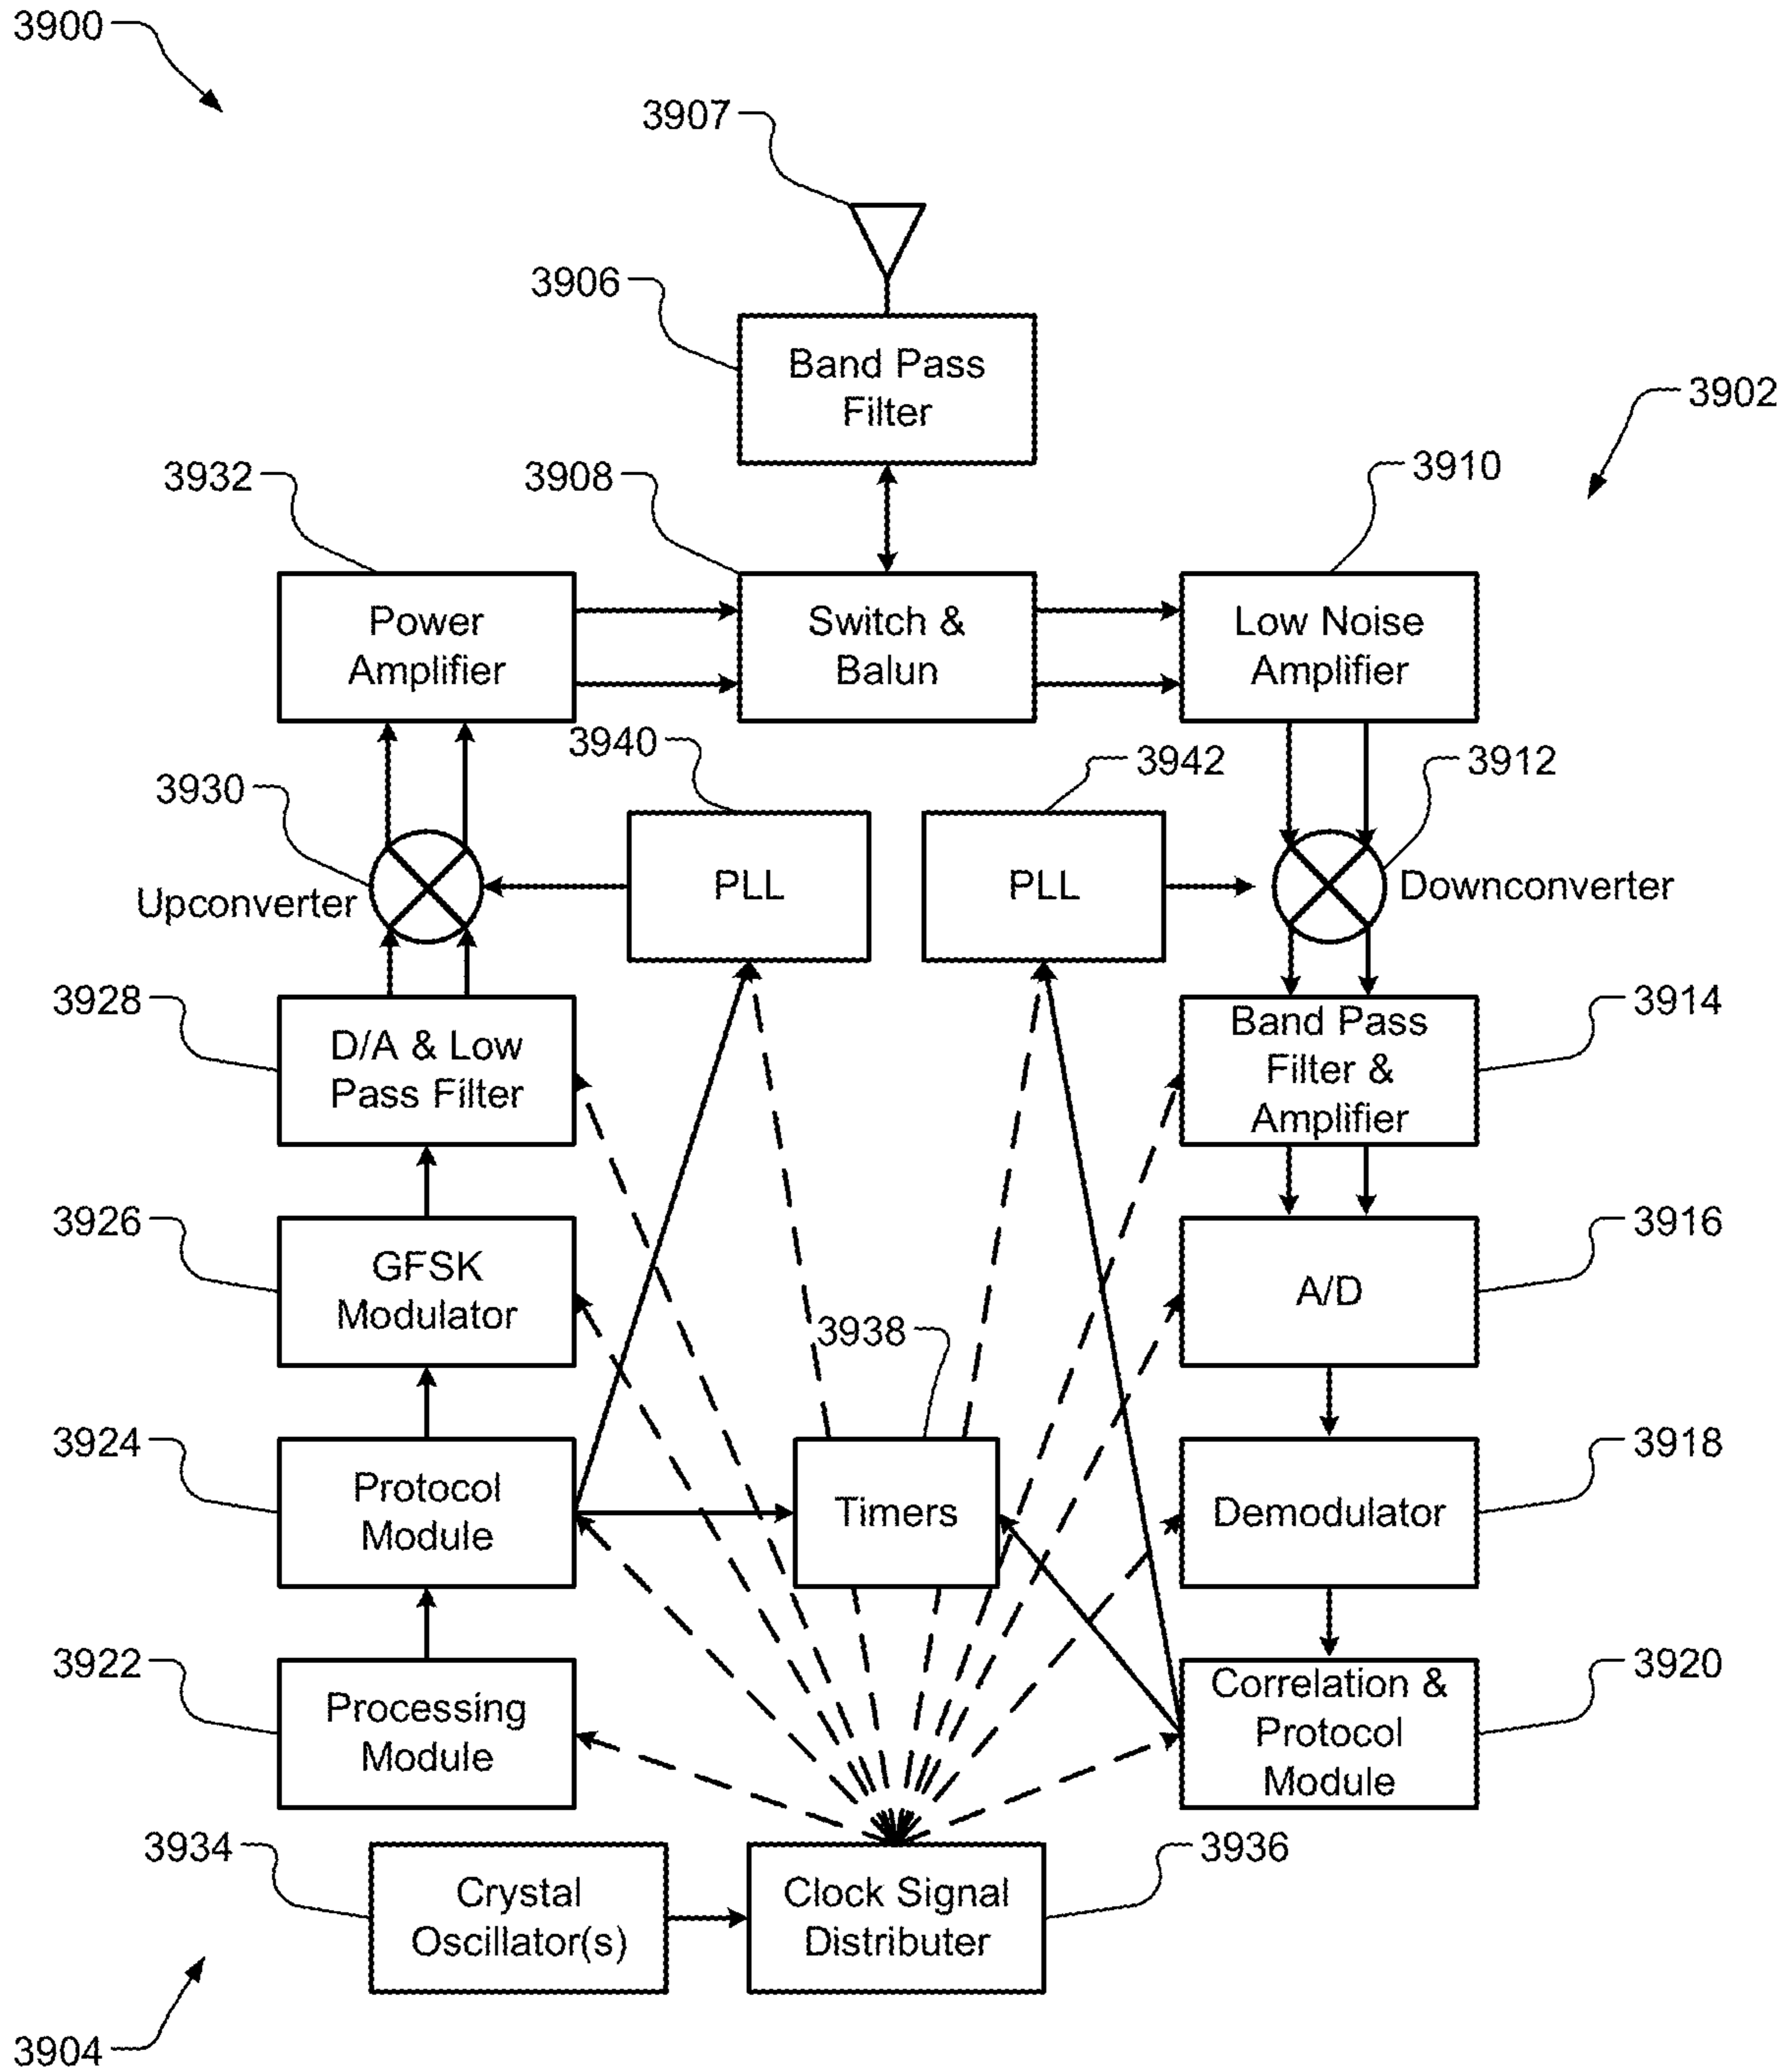 3900
3907
3906
Band Pass
Filter
3902
3932
3908
3910
Power
Amplifier
Switch &
Balun
Low Noise
Amplifier
3940
3942
3912
3930
Upconverter
PLL
PLL
Downconverter
3928
D/A & Low
Pass Filter
Band Pass
Filter &
Amplifier
3914
3926
GFSK
Modulator
A/D
3916
3938
3924
Protocol
Module
Timers
Demodulator
3918
3922
Processing
Module
Correlation &
Protocol
Module
3920
3934
Crystal
Oscillator(s)
Clock Signal
Distributer
3936
3904